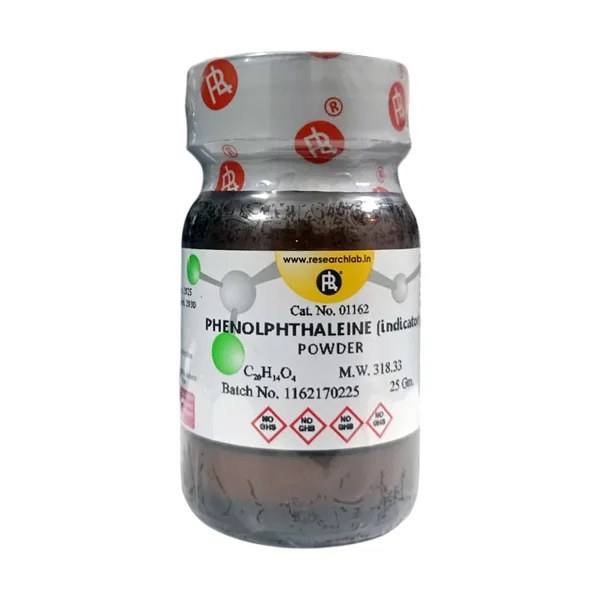 ®
www.researchlab.in
®
Cat. No. 01162
PHENOLPHTHALEINE (indicator
POWDER
C₂₀H₁₄O₄ M.W. 318.33
Batch No. 1162170225 25 Gm.
NO GHS NO GHS NO GHS NO GHS